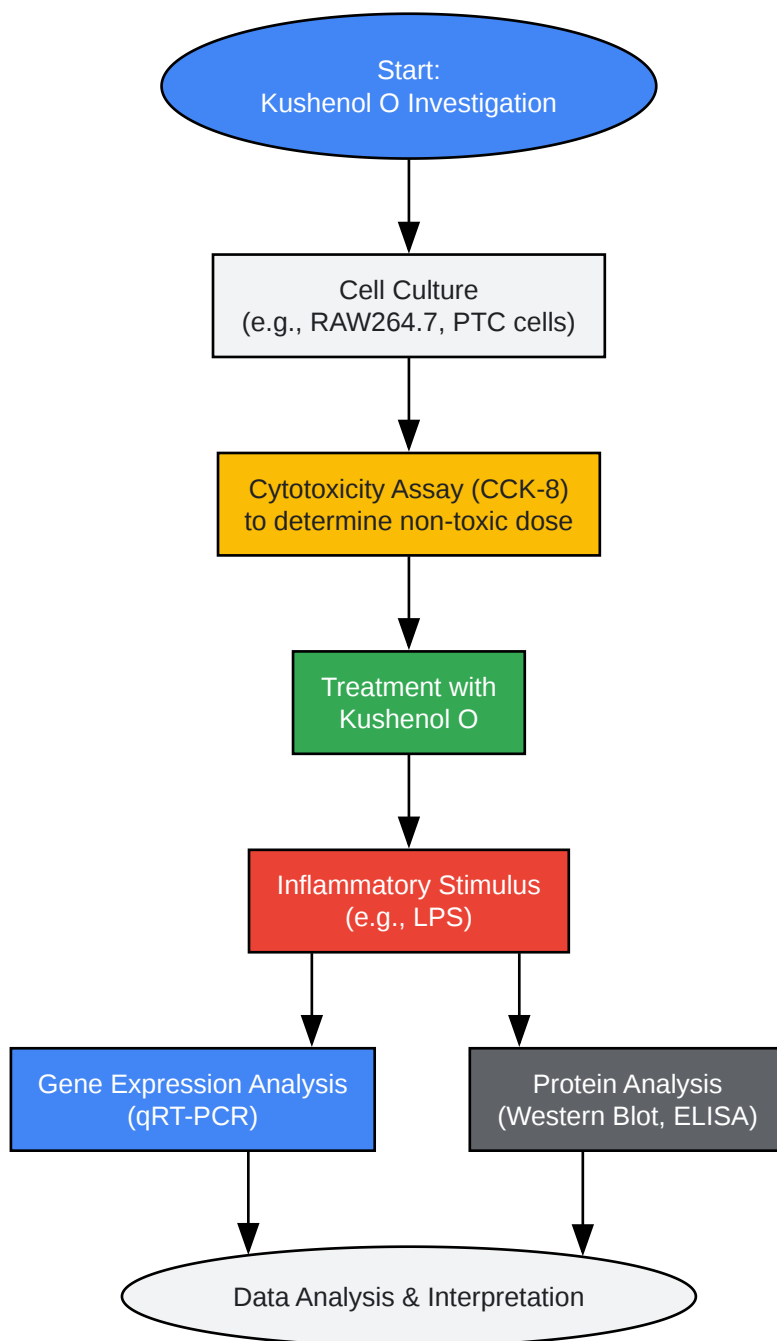 Start:
Kushenol O Investigation
Cell Culture
(e.g., RAW264.7, PTC cells)
Cytotoxicity Assay (CCK-8)
to determine non-toxic dose
Treatment with
Kushenol O
Inflammatory Stimulus
(e.g., LPS)
Gene Expression Analysis
(qRT-PCR)
Protein Analysis
(Western Blot, ELISA)
Data Analysis & Interpretation